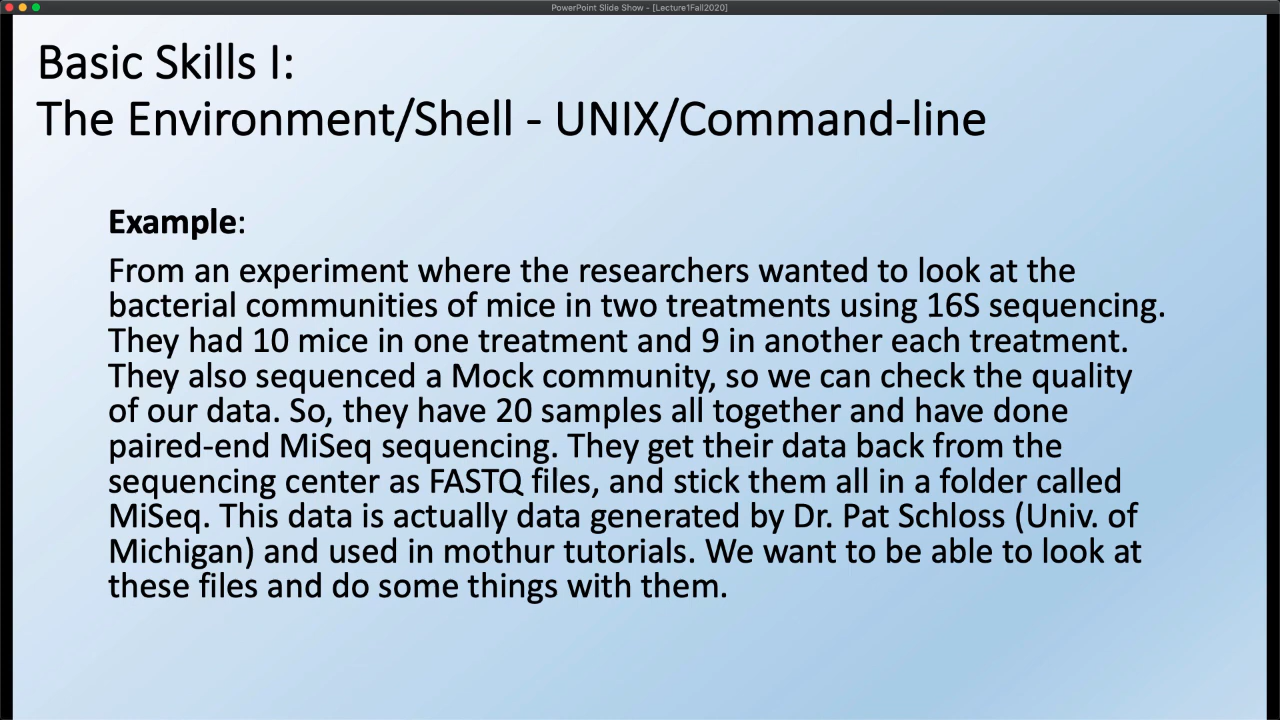 PowerPoint Slide Show - [Lecture1Fall2020]
Basic Skills I:
The Environment/Shell - UNIX/Command-line
Example:
From an experiment where the researchers wanted to look at the
bacterial communities of mice in two treatments using 16S sequencing.
They had 10 mice in one treatment and 9 in another each treatment.
They also sequenced a Mock community, so we can check the quality
of our data. So, they have 20 samples all together and have done
paired-end MiSeq sequencing. They get their data back from the
sequencing center as FASTQ files, and stick them all in a folder called
MiSeq. This data is actually data generated by Dr. Pat Schloss (Univ. of
Michigan) and used in mothur tutorials. We want to be able to look at
these files and do some things with them.